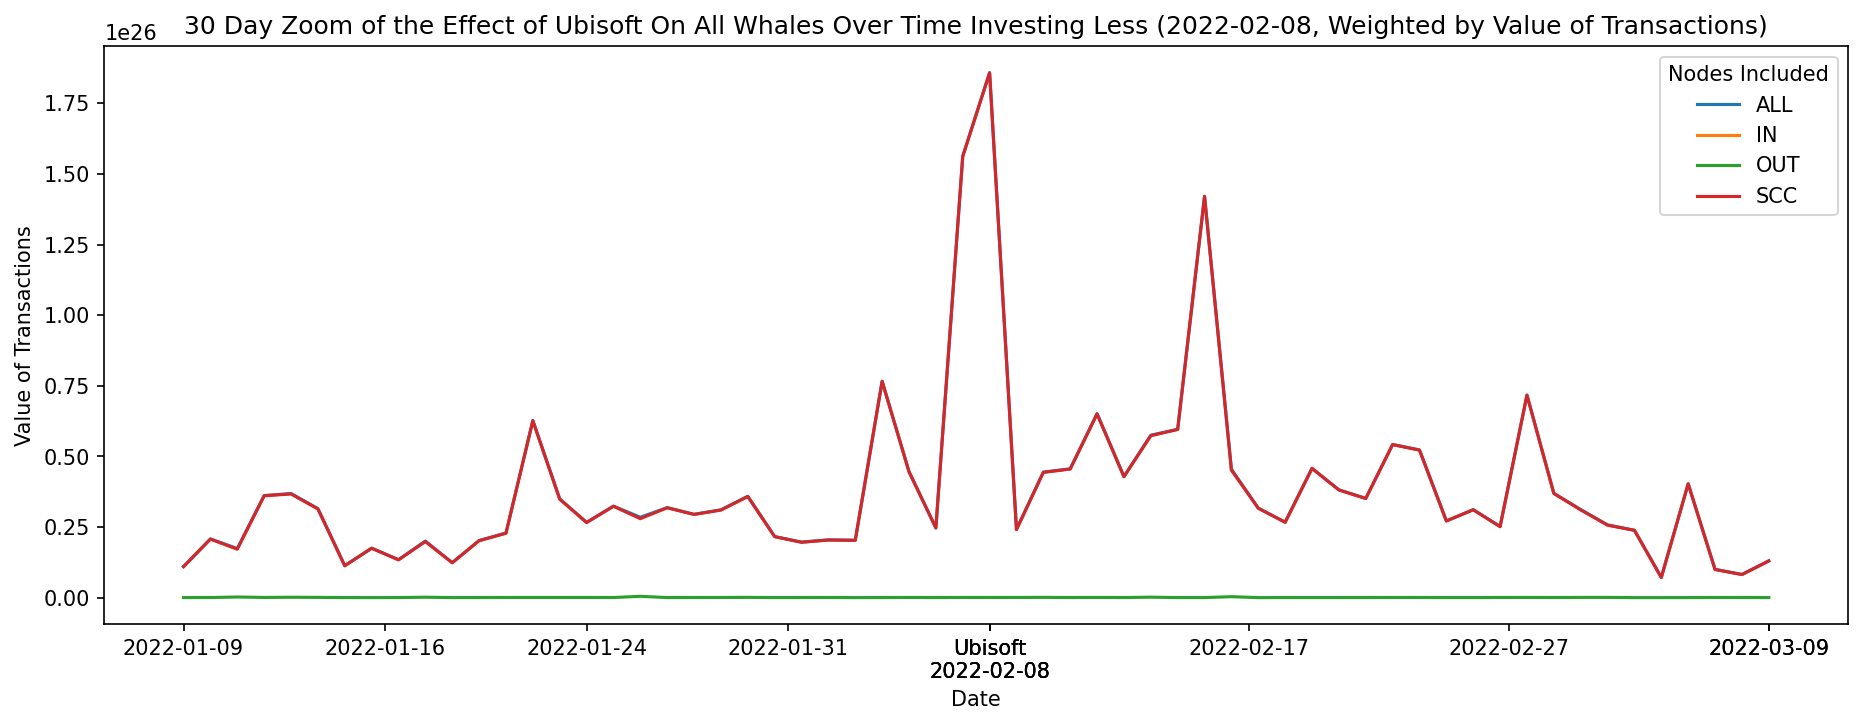 30 Day Zoom of the Effect of Ubisoft On All Whales Over Time Investing Less (2022-02-08, Weighted by Value of Transactions)
1e26
1.75
1.50
1.25
1.00
0.75
0.50
0.25
0.00
Value of Transactions
Nodes Included
ALL
IN
OUT
SCC
2022-01-09
2022-01-16
2022-01-24
2022-01-31
Ubisoft
2022-02-08
2022-02-17
2022-02-27
2022-03-09
Date